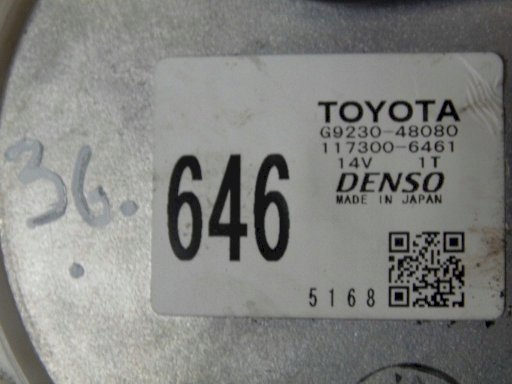 TOYOTA
G9230-48080
117300-6461
14V 1T
DENSO
MADE IN JAPAN
646
5168
36.